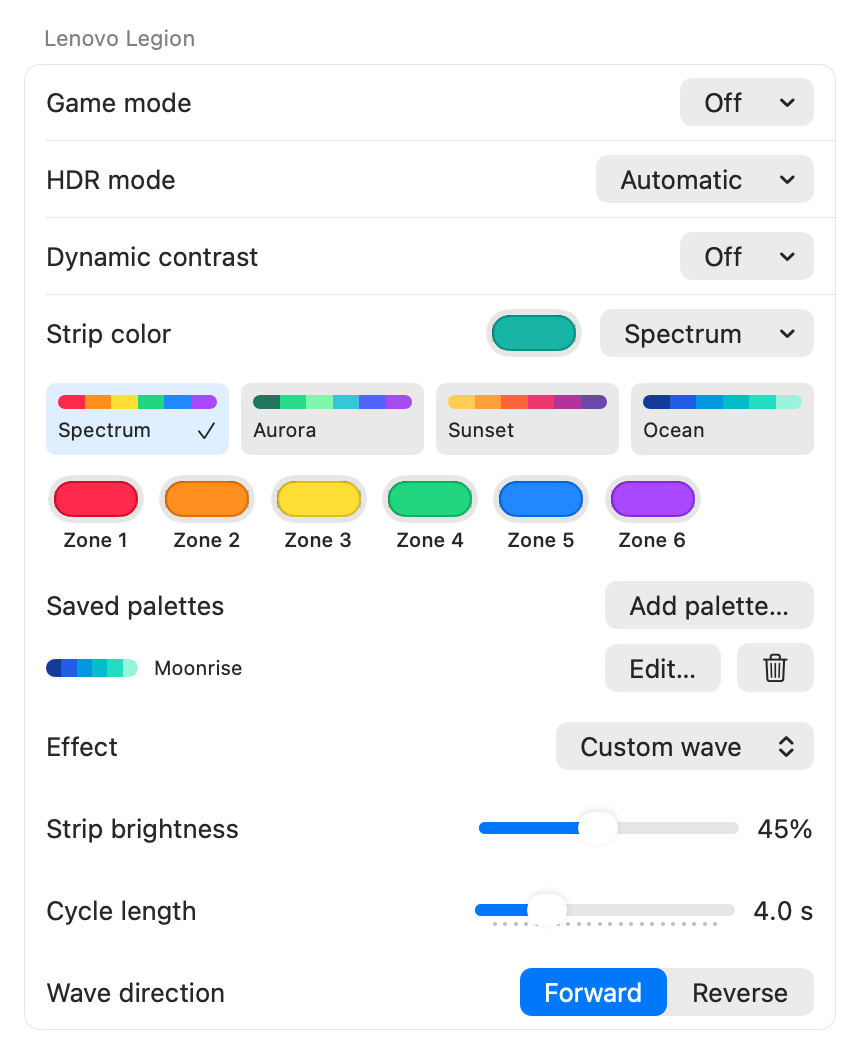 Lenovo Legion
Game mode Off
HDR mode Automatic
Dynamic contrast Off
Strip color Spectrum
Spectrum Aurora Sunset Ocean
Zone 1 Zone 2 Zone 3 Zone 4 Zone 5 Zone 6
Saved palettes Add palette...
Moonrise Edit...
Effect Custom wave
Strip brightness 45%
Cycle length 4.0 s
Wave direction Forward Reverse